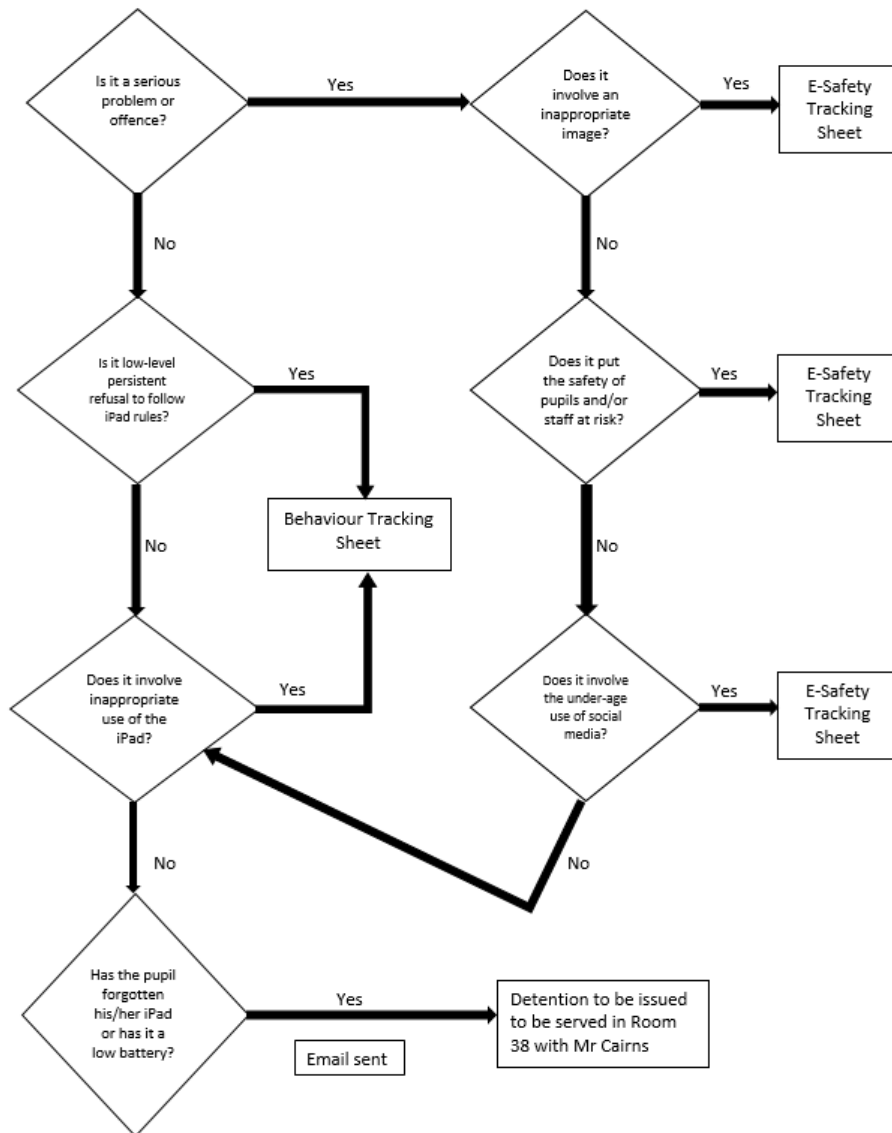 Is it a serious
problem or
offence?
Yes
Does it
involve an
inappropriate
image?
Yes
E-Safety
Tracking
Sheet
No
No
Is it low-level
persistent
refusal to follow
iPad rules?
Yes
Does it put
the safety of
pupils and/or
staff at risk?
Yes
E-Safety
Tracking
Sheet
Behaviour Tracking
Sheet
No
No
Does it involve
inappropriate
use of the
iPad?
Yes
Does it involve
the under-age
use of social
media?
Yes
E-Safety
Tracking
Sheet
No
No
Has the pupil
forgotten
his/her iPad
or has it a
low battery?
Yes
Email sent
Detention to be issued
to be served in Room
38 with Mr Cairns